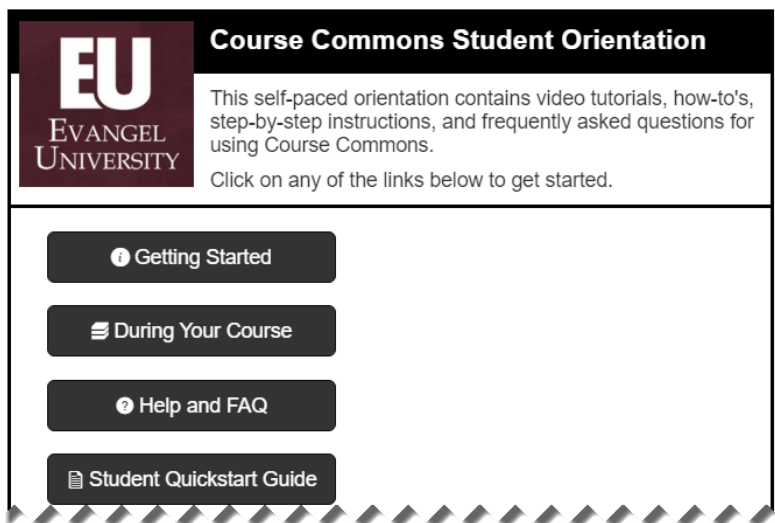 EU
EVANGEL
UNIVERSITY
Course Commons Student Orientation
This self-paced orientation contains video tutorials, how-to's,
step-by-step instructions, and frequently asked questions for
using Course Commons.
Click on any of the links below to get started.
Getting Started
During Your Course
Help and FAQ
Student Quickstart Guide